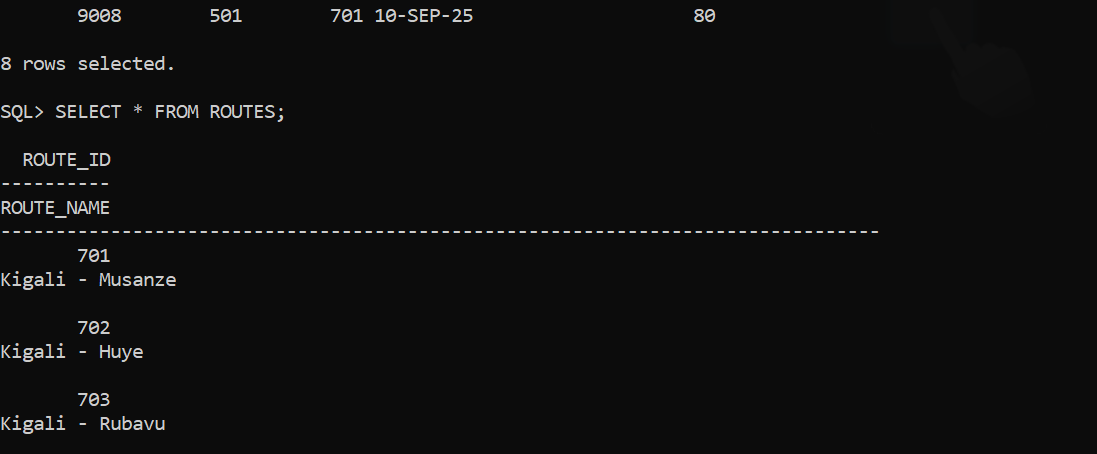 9008 501 701 10-SEP-25 80
8 rows selected.
SQL> SELECT * FROM ROUTES;
ROUTE_ID
----------
ROUTE_NAME
--------------------------------------------------------------------------------
701
Kigali - Musanze
702
Kigali - Huye
703
Kigali - Rubavu